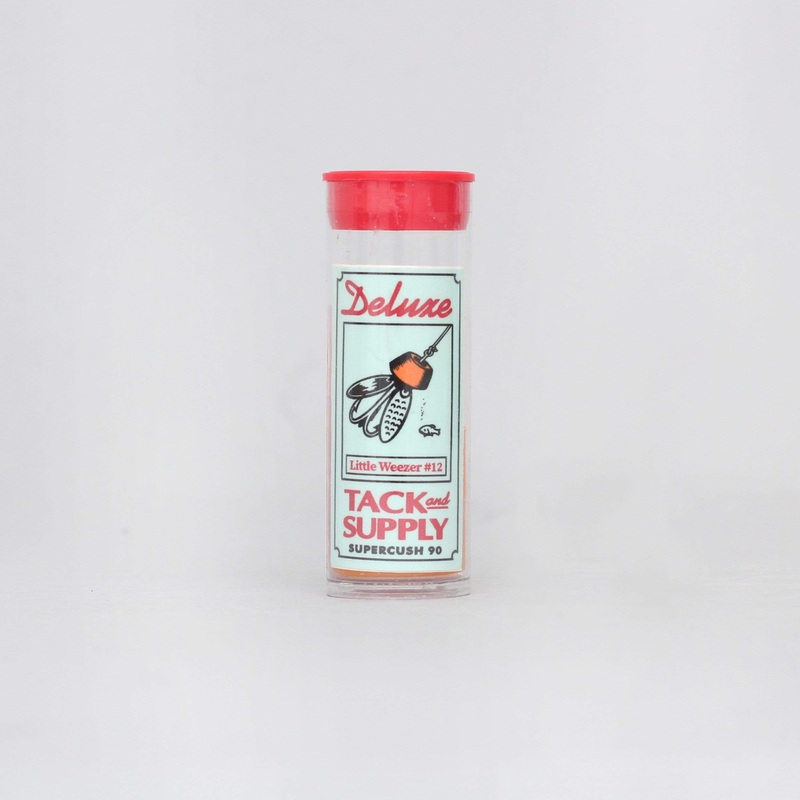 Deluxe
Little Weezer #12
TACK and
SUPPLY
SUPERCUSH 90